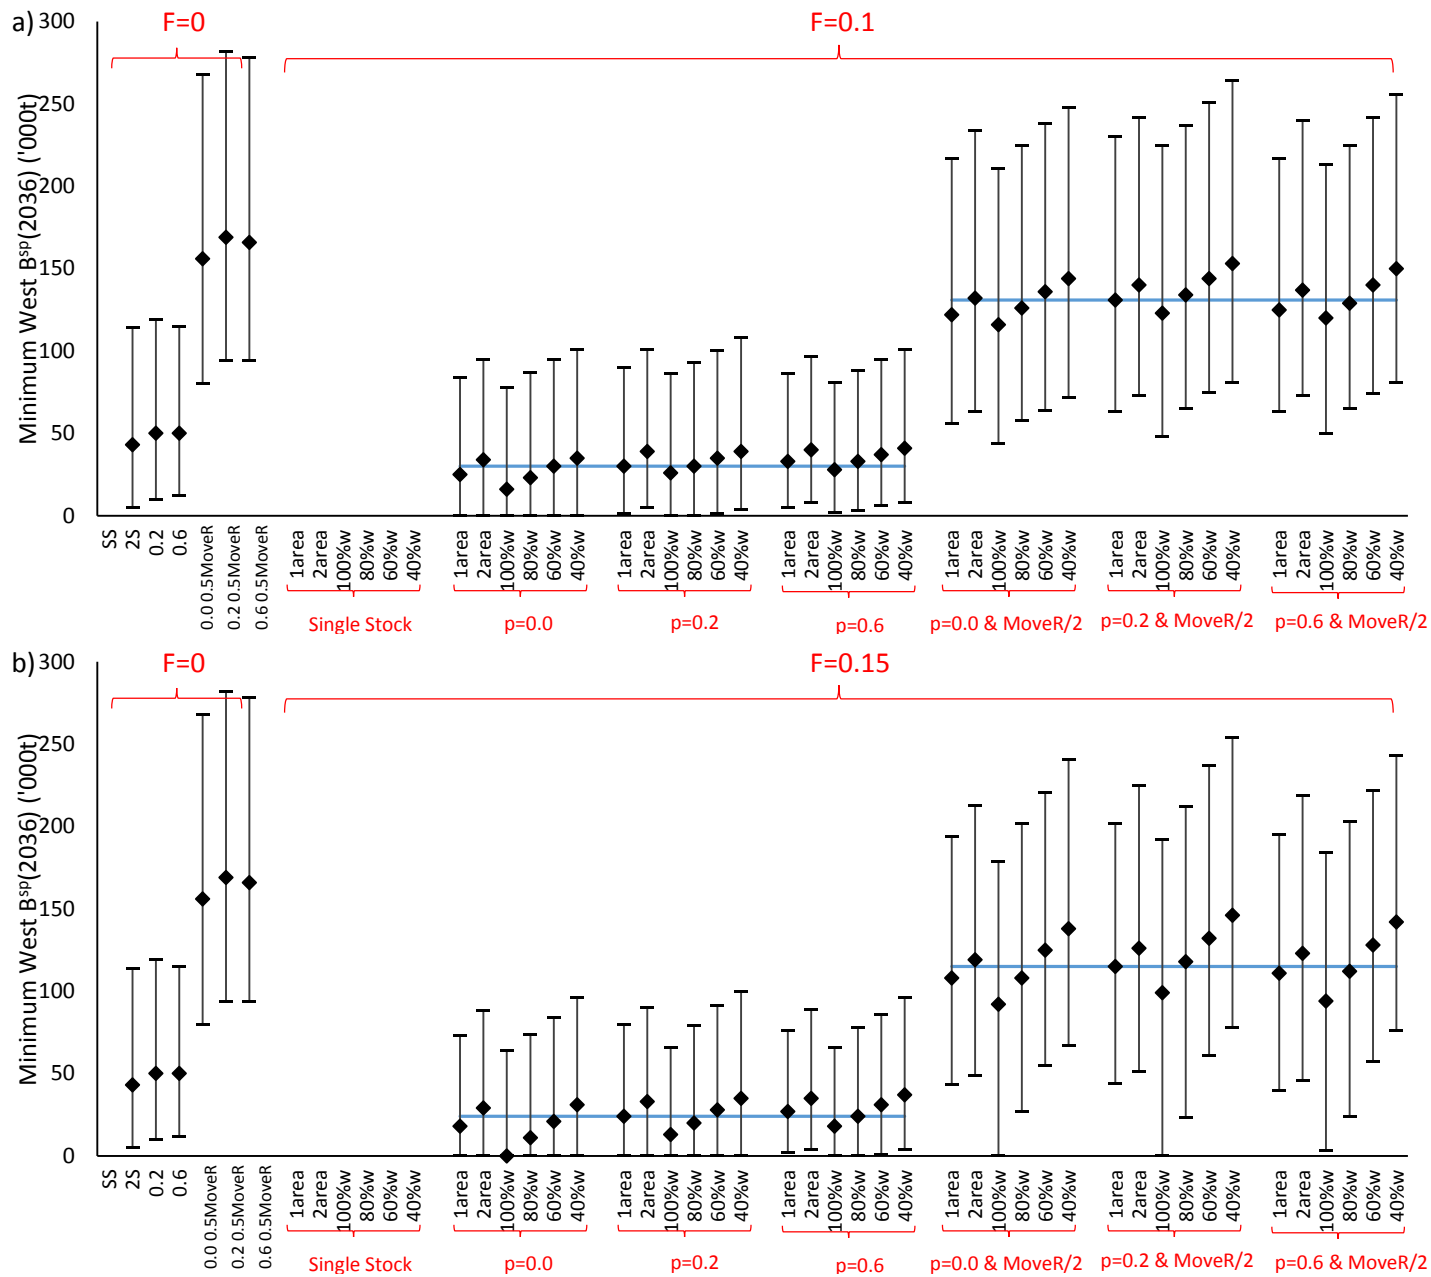 a)
F=0
F=0.1
Minimum West Bˢᵖ(2036) ('000t)
300
250
200
150
100
50
0
SS
2S
0.2
0.6
0.0 0.5MoveR
0.2 0.5MoveR
0.6 0.5MoveR
1area
2area
100%w
80%w
60%w
40%w
1area
2area
100%w
80%w
60%w
40%w
1area
2area
100%w
80%w
60%w
40%w
1area
2area
100%w
80%w
60%w
40%w
1area
2area
100%w
80%w
60%w
40%w
1area
2area
100%w
80%w
60%w
40%w
1area
2area
100%w
80%w
60%w
40%w
Single Stock
p=0.0
p=0.2
p=0.6
p=0.0 & MoveR/2
p=0.2 & MoveR/2
p=0.6 & MoveR/2
b)
F=0
F=0.15
Minimum West Bˢᵖ(2036) ('000t)
300
250
200
150
100
50
0
SS
2S
0.2
0.6
0.0 0.5MoveR
0.2 0.5MoveR
0.6 0.5MoveR
1area
2area
100%w
80%w
60%w
40%w
1area
2area
100%w
80%w
60%w
40%w
1area
2area
100%w
80%w
60%w
40%w
1area
2area
100%w
80%w
60%w
40%w
1area
2area
100%w
80%w
60%w
40%w
1area
2area
100%w
80%w
60%w
40%w
1area
2area
100%w
80%w
60%w
40%w
Single Stock
p=0.0
p=0.2
p=0.6
p=0.0 & MoveR/2
p=0.2 & MoveR/2
p=0.6 & MoveR/2